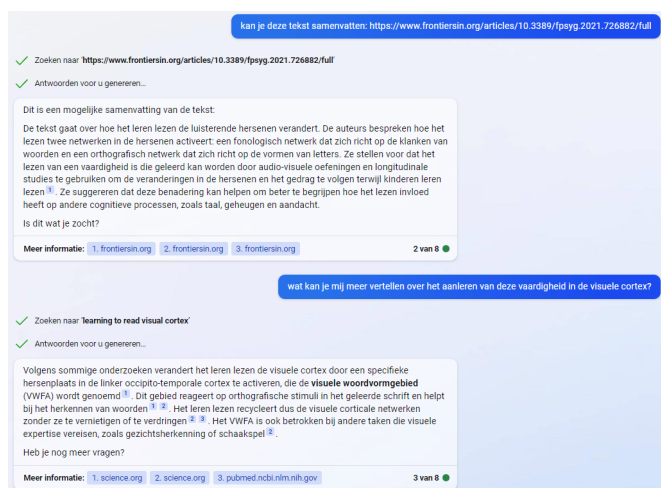 kan je deze tekst samenvatten: https://www.frontiersin.org/articles/10.3389/fpsyg.2021.726882/full
Zoeken naar 'https://www.frontiersin.org/articles/10.3389/fpsyg.2021.726882/full'
Antwoorden voor u genereren...
Dit is een mogelijke samenvatting van de tekst:
De tekst gaat over hoe het leren lezen de luisterende hersenen verandert. De auteurs bespreken hoe het
lezen twee netwerken in de hersenen activeert: een fonologisch netwerk dat zich richt op de klanken van
woorden en een orthografisch netwerk dat zich richt op de vormen van letters. Ze stellen voor dat het
lezen van een vaardigheid is die geleerd kan worden door audio-visuele oefeningen en longitudinale
studies te gebruiken om de veranderingen in de hersenen en het gedrag te volgen terwijl kinderen leren
lezen 1 . Ze suggereren dat deze benadering kan helpen om beter te begrijpen hoe het lezen invloed
heeft op andere cognitieve processen, zoals taal, geheugen en aandacht.
Is dit wat je zocht?
Meer informatie: 1. frontiersin.org 2. frontiersin.org 3. frontiersin.org 2 van 8
wat kan je mij meer vertellen over het aanleren van deze vaardigheid in de visuele cortex?
Zoeken naar 'learning to read visual cortex'
Antwoorden voor u genereren...
Volgens sommige onderzoeken verandert het leren lezen de visuele cortex door een specifieke
hersenplaats in de linker occipito-temporale cortex te activeren, die de visuele woordvormgebied
(VWFA) wordt genoemd 1 . Dit gebied reageert op orthografische stimuli in het geleerde schrift en helpt
bij het herkennen van woorden 1 2 . Het leren lezen recycleert dus de visuele corticale netwerken
zonder ze te vernietigen of te verdringen 2 3 . Het VWFA is ook betrokken bij andere taken die visuele
expertise vereisen, zoals gezichtsherkenning of schaakspel 2 .
Heb je nog meer vragen?
Meer informatie: 1. science.org 2. science.org 3. pubmed.ncbi.nlm.nih.gov 3 van 8